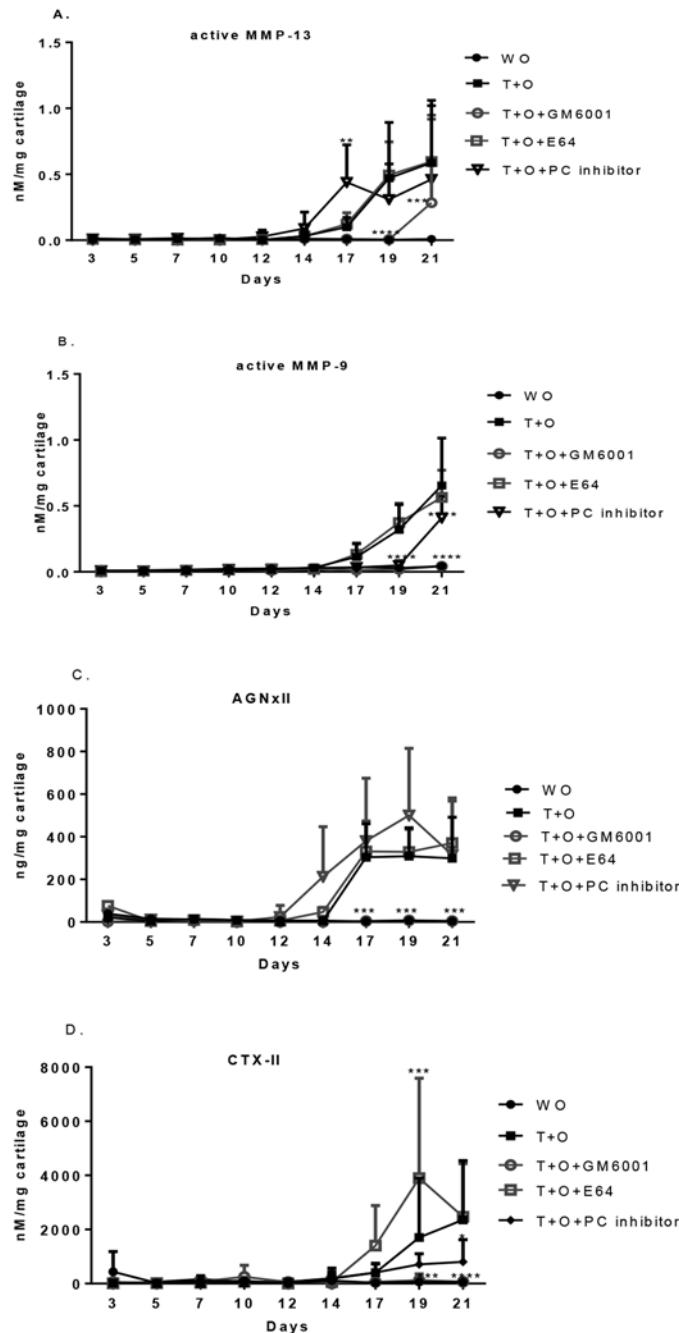 A.
active MMP-13
nM/mg cartilage
1.5
1.0
0.5
0.0
**
***
****
3 5 7 10 12 14 17 19 21
Days
WO
T+O
T+O+GM6001
T+O+E64
T+O+PC inhibitor
B.
active MMP-9
nM/mg cartilage
1.5
1.0
0.5
0.0
****
****
3 5 7 10 12 14 17 19 21
Days
WO
T+O
T+O+GM6001
T+O+E64
T+O+PC inhibitor
C.
AGNxII
ng/mg cartilage
1000
800
600
400
200
0
*** *** ***
3 5 7 10 12 14 17 19 21
Days
WO
T+O
T+O+GM6001
T+O+E64
T+O+PC inhibitor
D.
CTX-II
nM/mg cartilage
8000
6000
4000
2000
0
***
3 5 7 10 12 14 17 19 21
Days
WO
T+O
T+O+GM6001
T+O+E64
T+O+PC inhibitor